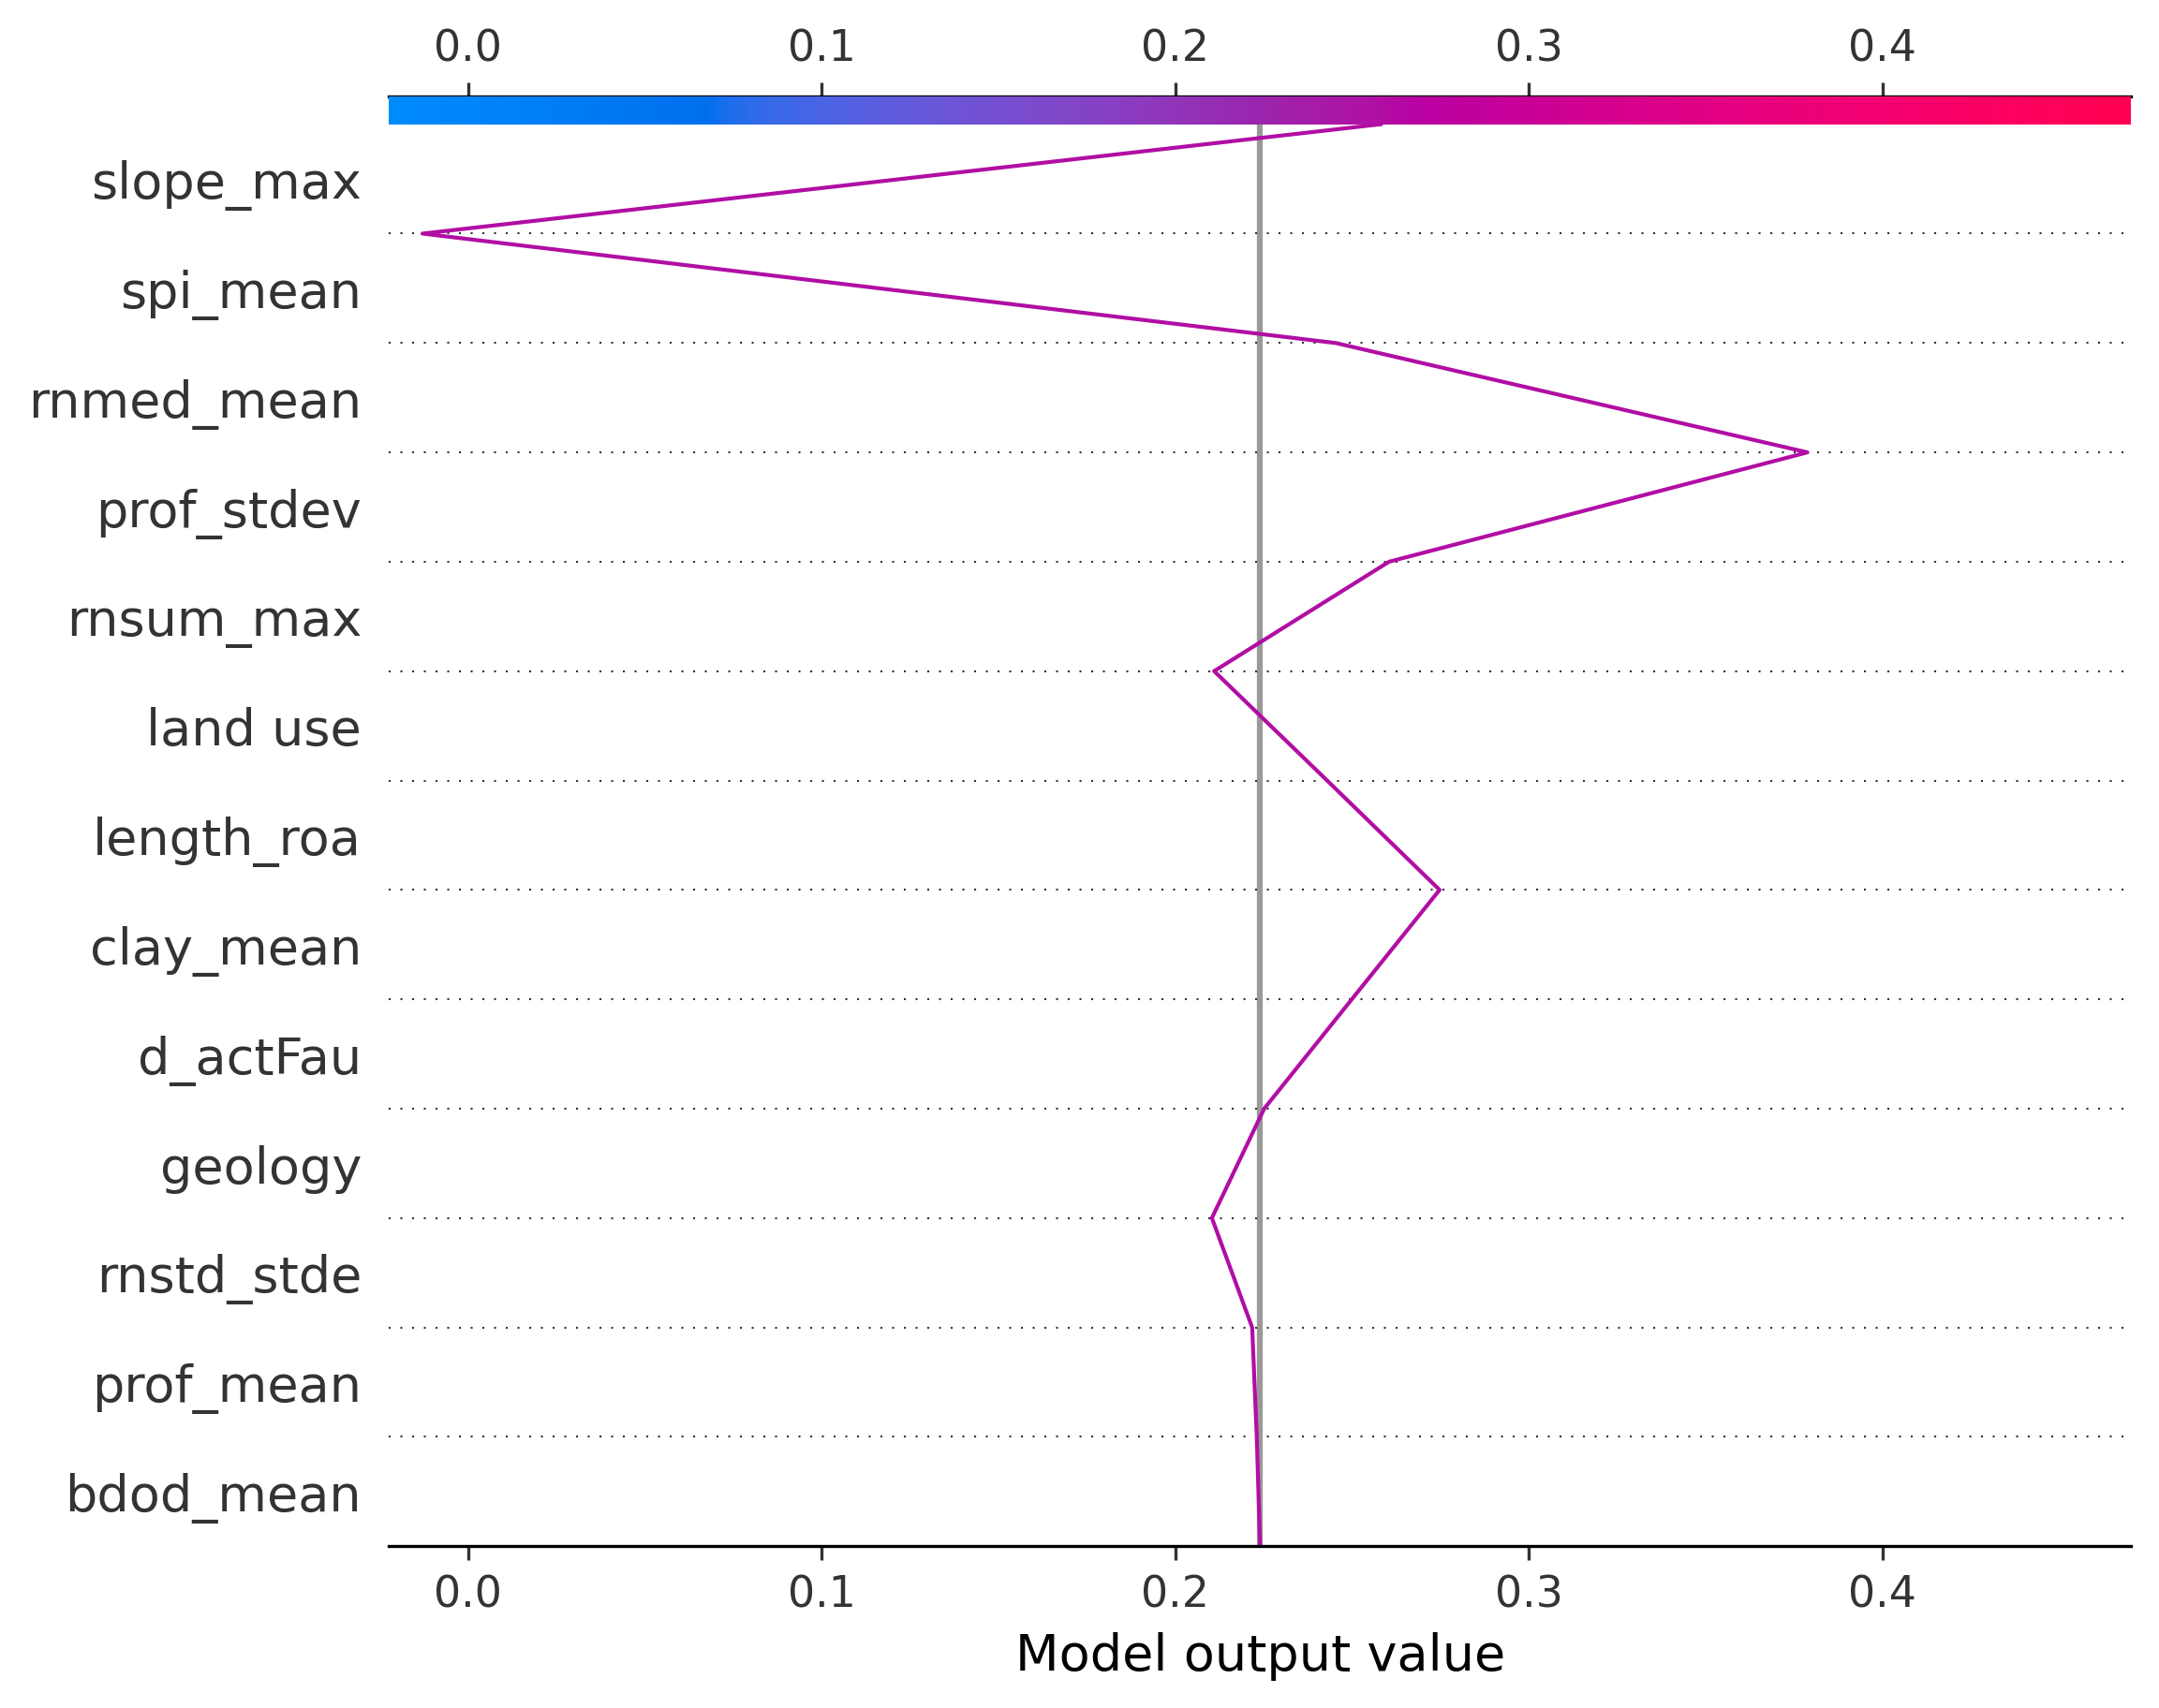 0.0 0.1 0.2 0.3 0.4
slope_max
spi_mean
rnmed_mean
prof_stdev
rnsum_max
land use
length_roa
clay_mean
d_actFau
geology
rnstd_stde
prof_mean
bdod_mean
0.0 0.1 0.2 0.3 0.4
Model output value